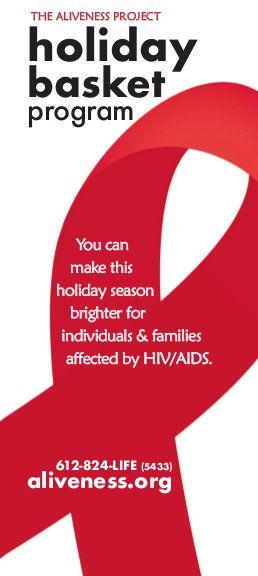 THE ALIVENESS PROJECT
holiday
basket
program
You can
make this
holiday season
brighter for
individuals & families
affected by HIV/AIDS.
612-824-LIFE (5433)
aliveness.org